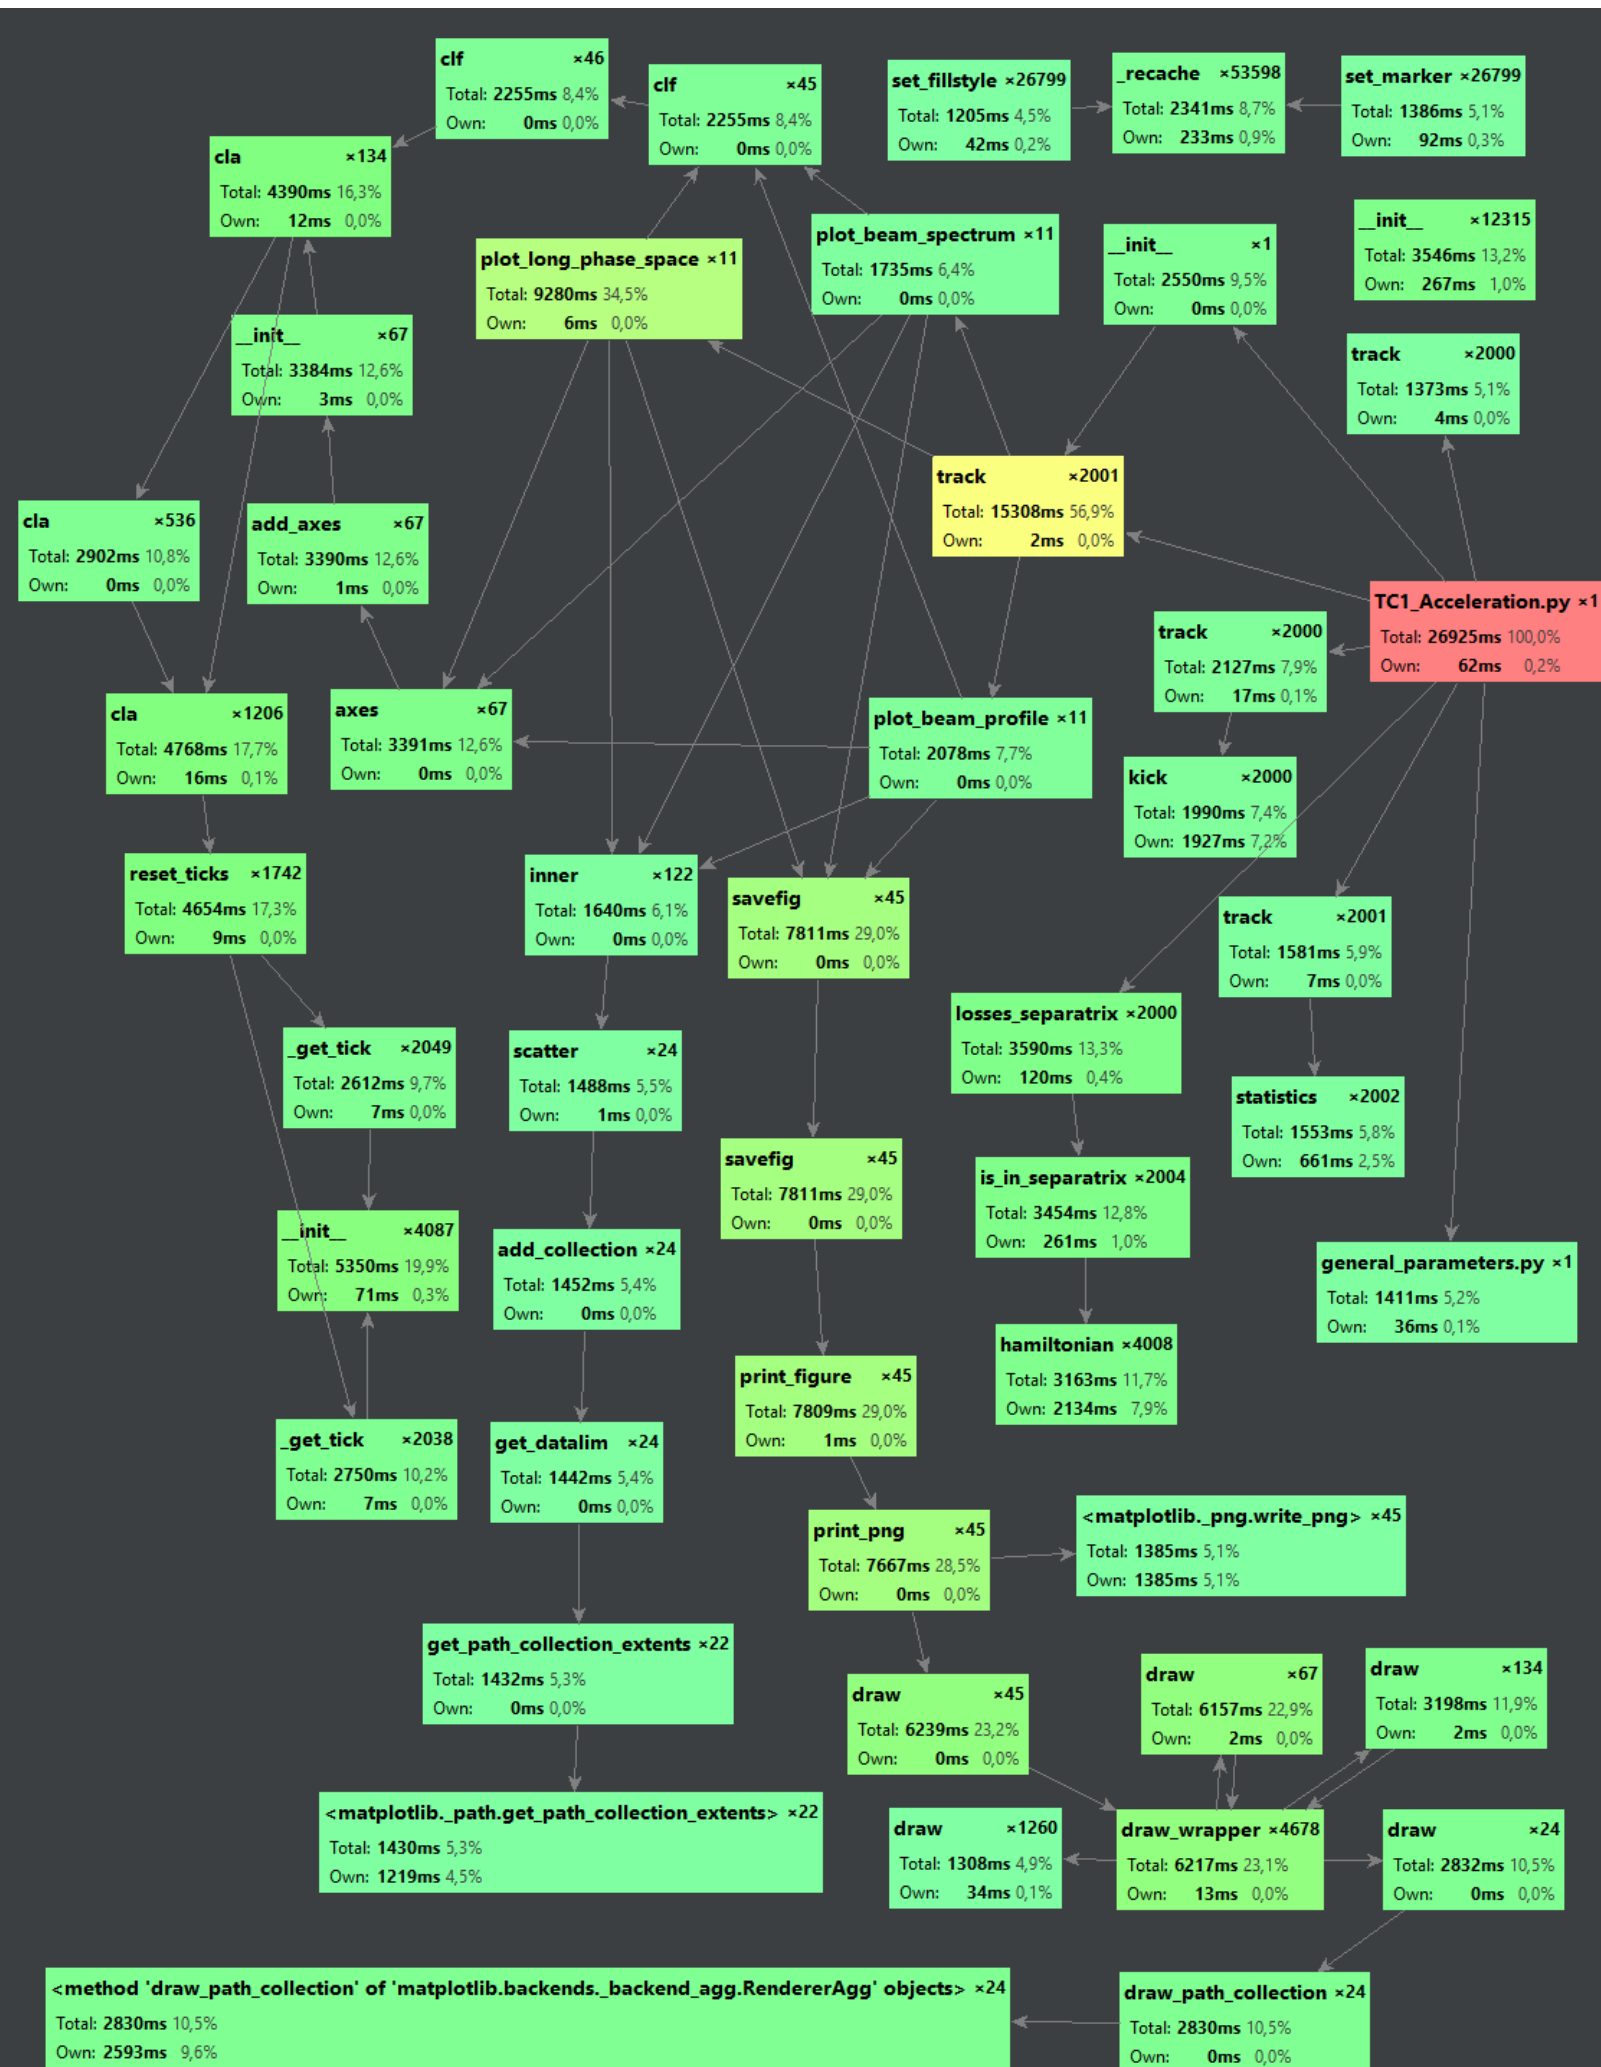 clf ×46
Total: 2255ms 8,4%
Own: 0ms 0,0%
clf ×45
Total: 2255ms 8,4%
Own: 0ms 0,0%
set_fillstyle ×26799
Total: 1205ms 4,5%
Own: 42ms 0,2%
_recache ×53598
Total: 2341ms 8,7%
Own: 233ms 0,9%
set_marker ×26799
Total: 1386ms 5,1%
Own: 92ms 0,3%
cla ×134
Total: 4390ms 16,3%
Own: 12ms 0,0%
plot_long_phase_space ×11
Total: 9280ms 34,5%
Own: 6ms 0,0%
plot_beam_spectrum ×11
Total: 1735ms 6,4%
Own: 0ms 0,0%
__init__ ×1
Total: 2550ms 9,5%
Own: 0ms 0,0%
__init__ ×12315
Total: 3546ms 13,2%
Own: 267ms 1,0%
__init__ ×67
Total: 3384ms 12,6%
Own: 3ms 0,0%
track ×2000
Total: 1373ms 5,1%
Own: 4ms 0,0%
track ×2001
Total: 15308ms 56,9%
Own: 2ms 0,0%
cla ×536
Total: 2902ms 10,8%
Own: 0ms 0,0%
add_axes ×67
Total: 3390ms 12,6%
Own: 1ms 0,0%
TC1_Acceleration.py ×1
Total: 26925ms 100,0%
Own: 62ms 0,2%
track ×2000
Total: 2127ms 7,9%
Own: 17ms 0,1%
cla ×1206
Total: 4768ms 17,7%
Own: 16ms 0,1%
axes ×67
Total: 3391ms 12,6%
Own: 0ms 0,0%
plot_beam_profile ×11
Total: 2078ms 7,7%
Own: 0ms 0,0%
kick ×2000
Total: 1990ms 7,4%
Own: 1927ms 7,2%
reset_ticks ×1742
Total: 4654ms 17,3%
Own: 9ms 0,0%
inner ×122
Total: 1640ms 6,1%
Own: 0ms 0,0%
savefig ×45
Total: 7811ms 29,0%
Own: 0ms 0,0%
track ×2001
Total: 1581ms 5,9%
Own: 7ms 0,0%
losses_separatrix ×2000
Total: 3590ms 13,3%
Own: 120ms 0,4%
_get_tick ×2049
Total: 2612ms 9,7%
Own: 7ms 0,0%
scatter ×24
Total: 1488ms 5,5%
Own: 1ms 0,0%
statistics ×2002
Total: 1553ms 5,8%
Own: 661ms 2,5%
savefig ×45
Total: 7811ms 29,0%
Own: 0ms 0,0%
is_in_separatrix ×2004
Total: 3454ms 12,8%
Own: 261ms 1,0%
__init__ ×4087
Total: 5350ms 19,9%
Own: 71ms 0,3%
add_collection ×24
Total: 1452ms 5,4%
Own: 0ms 0,0%
general_parameters.py ×1
Total: 1411ms 5,2%
Own: 36ms 0,1%
hamiltonian ×4008
Total: 3163ms 11,7%
Own: 2134ms 7,9%
print_figure ×45
Total: 7809ms 29,0%
Own: 1ms 0,0%
_get_tick ×2038
Total: 2750ms 10,2%
Own: 7ms 0,0%
get_datalim ×24
Total: 1442ms 5,4%
Own: 0ms 0,0%
print_png ×45
Total: 7667ms 28,5%
Own: 0ms 0,0%
<matplotlib._png.write_png> ×45
Total: 1385ms 5,1%
Own: 1385ms 5,1%
get_path_collection_extents ×22
Total: 1432ms 5,3%
Own: 0ms 0,0%
draw ×45
Total: 6239ms 23,2%
Own: 0ms 0,0%
draw ×67
Total: 6157ms 22,9%
Own: 2ms 0,0%
draw ×134
Total: 3198ms 11,9%
Own: 2ms 0,0%
<matplotlib._path.get_path_collection_extents> ×22
Total: 1430ms 5,3%
Own: 1219ms 4,5%
draw ×1260
Total: 1308ms 4,9%
Own: 34ms 0,1%
draw_wrapper ×4678
Total: 6217ms 23,1%
Own: 13ms 0,0%
draw ×24
Total: 2832ms 10,5%
Own: 0ms 0,0%
<method 'draw_path_collection' of 'matplotlib.backends._backend_agg.RendererAgg' objects> ×24
Total: 2830ms 10,5%
Own: 2593ms 9,6%
draw_path_collection ×24
Total: 2830ms 10,5%
Own: 0ms 0,0%